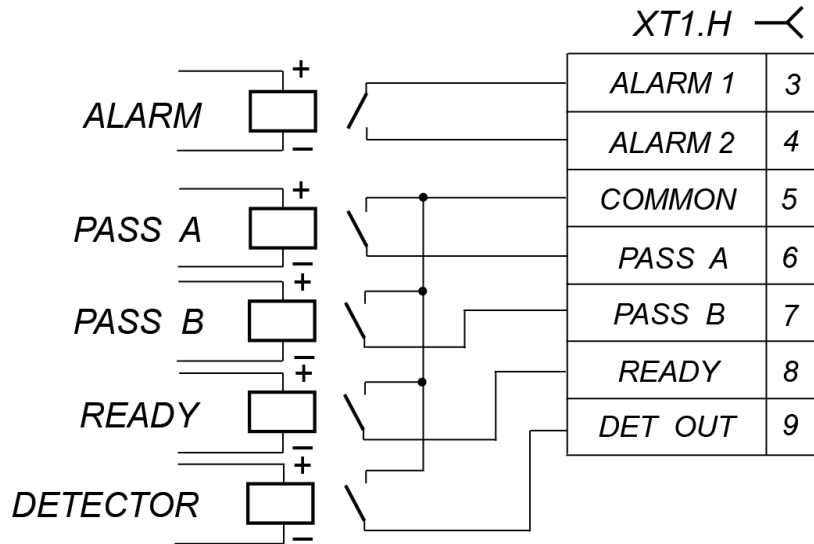 XT1.H
+
ALARM
−
ALARM 1 3
ALARM 2 4
+
PASS A
−
COMMON 5
PASS A 6
+
PASS B
−
PASS B 7
+
READY
−
READY 8
DET OUT 9
+
DETECTOR
−